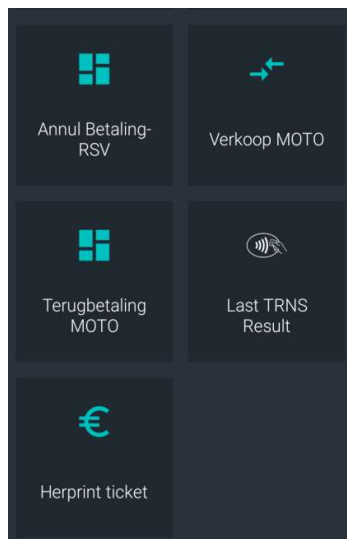 Annul Betaling-
RSV
Verkoop MOTO
Terugbetaling
MOTO
Last TRNS
Result
Herprint ticket